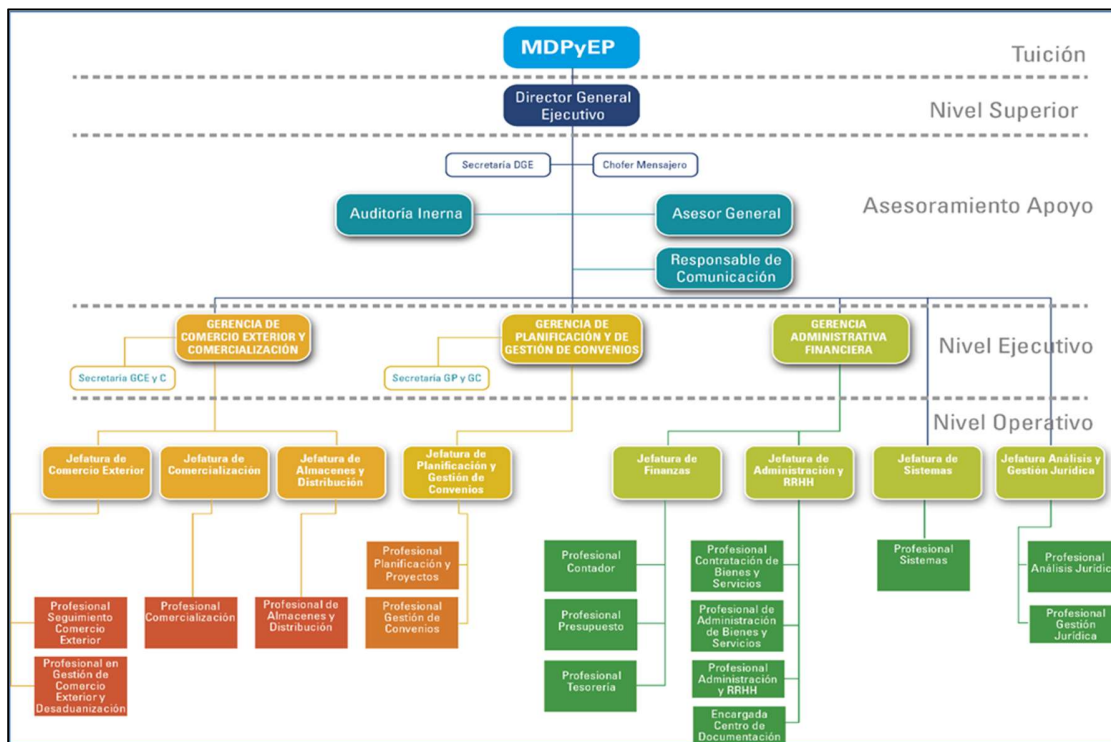 MDPyEP
Tuición
Director General
Ejecutivo
Nivel Superior
Secretaría DGE
Chofer Mensajero
Auditoría Inerna
Asesor General
Asesoramiento Apoyo
Responsable de
Comunicación
GERENCIA DE
COMERCIO EXTERIOR Y
COMERCIALIZACIÓN
GERENCIA DE
PLANIFICACIÓN Y DE
GESTIÓN DE CONVENIOS
GERENCIA
ADMINISTRATIVA
FINANCIERA
Nivel Ejecutivo
Secretaría GCE y C
Secretaría GP y GC
Nivel Operativo
Jefatura de
Comercio Exterior
Jefatura de
Comercialización
Jefatura de
Almacenes y
Distribución
Jefatura de
Planificación y
Gestión de
Convenios
Jefatura de
Finanzas
Jefatura de
Administración y
RRHH
Jefatura de
Sistemas
Jefatura Análisis y
Gestión Jurídica
Profesional
Planificación y
Proyectos
Profesional
Contador
Profesional
Contratación de
Bienes y
Servicios
Profesional
Sistemas
Profesional
Análisis Jurídic
Profesional
Seguimiento
Comercio
Exterior
Profesional
Comercialización
Profesional de
Almacenes y
Distribución
Profesional
Gestión de
Convenios
Profesional
Presupuesto
Profesional de
Administración
de Bienes y
Servicios
Profesional
Gestión
Jurídica
Profesional en
Gestión de
Comercio
Exterior y
Desaduanización
Profesional
Tesorería
Profesional
Administración
y RRHH
Encargada
Centro de
Documentación